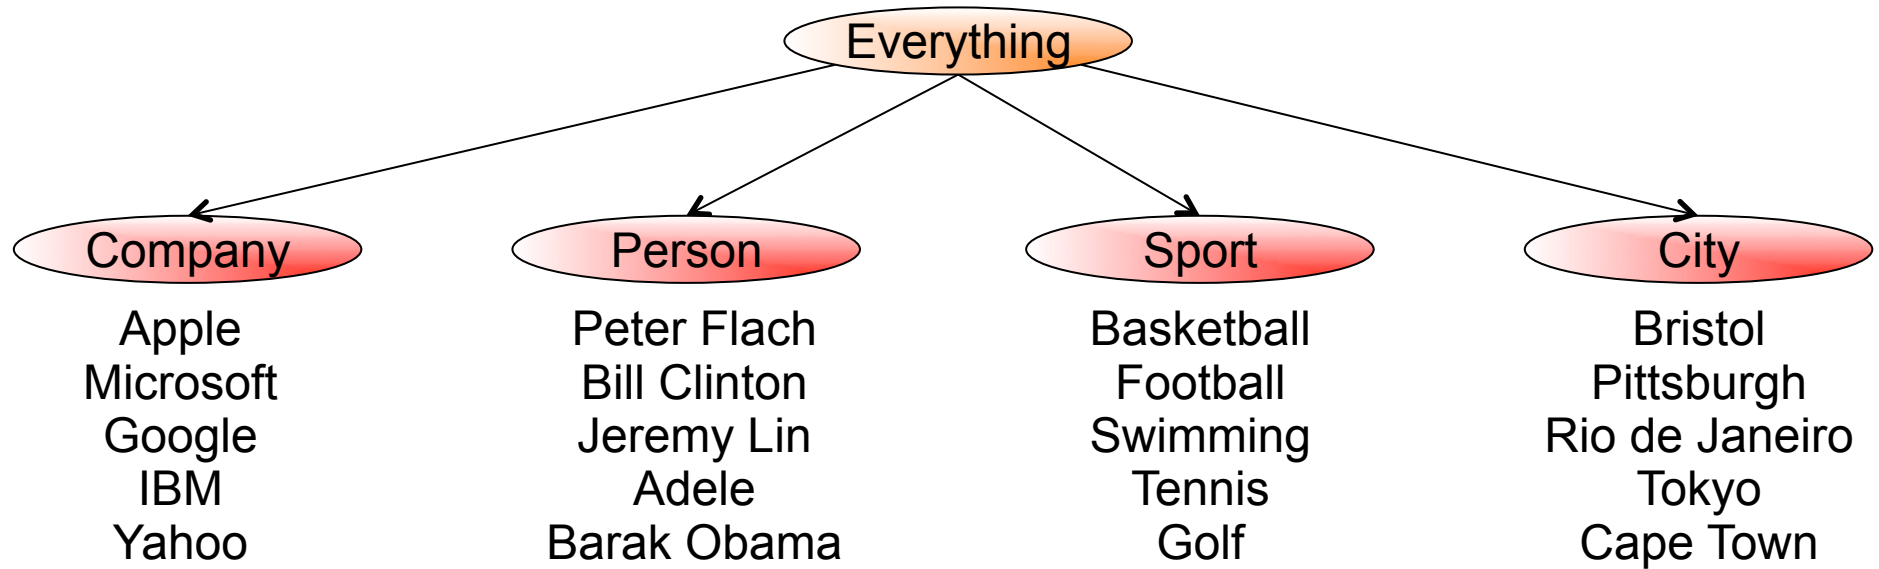 Everything
Company
Person
Sport
City
Apple
Microsoft
Google
IBM
Yahoo
Peter Flach
Bill Clinton
Jeremy Lin
Adele
Barak Obama
Basketball
Football
Swimming
Tennis
Golf
Bristol
Pittsburgh
Rio de Janeiro
Tokyo
Cape Town